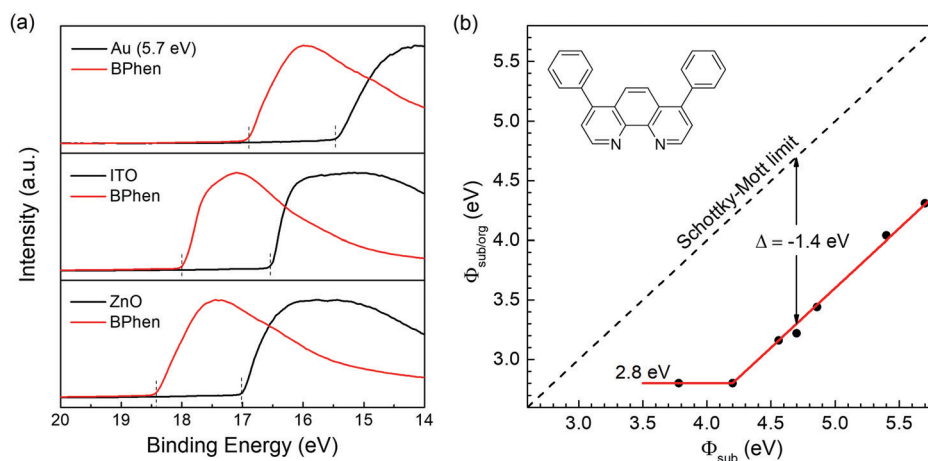 (a)
Au (5.7 eV)
BPhen
ITO
BPhen
ZnO
BPhen
Intensity (a.u.)
20 19 18 17 16 15 14
Binding Energy (eV)
(b)
5.5
5.0
4.5
4.0
3.5
3.0
Φsub/org (eV)
N N
Schottky-Mott limit
Δ = -1.4 eV
2.8 eV
3.0 3.5 4.0 4.5 5.0 5.5
Φsub (eV)